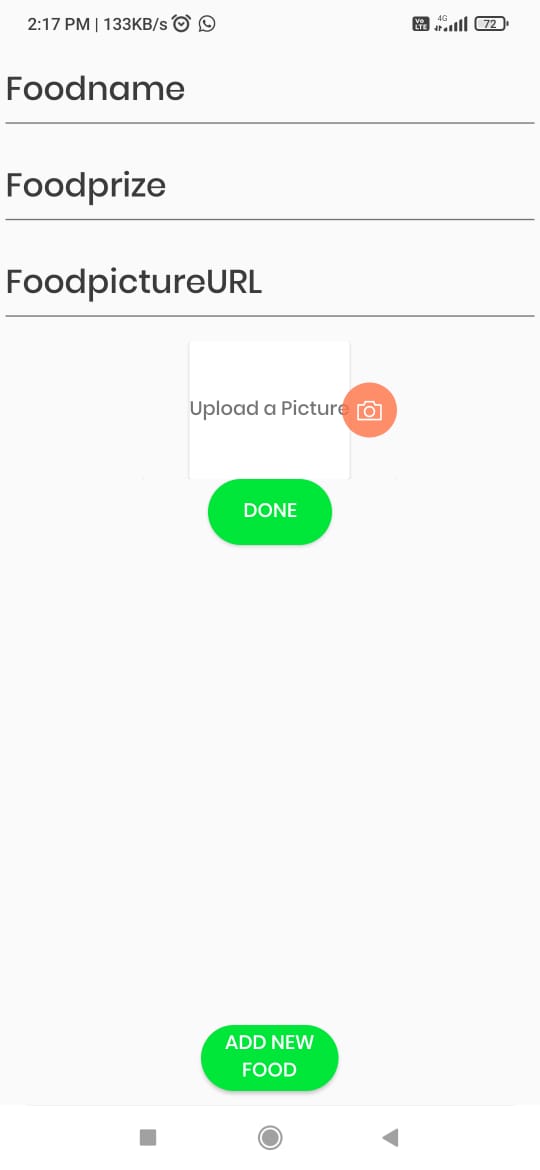 2:17 PM | 133KB/s
Vo LTE 4G 72
Foodname
Foodprize
FoodpictureURL
Upload a Picture
DONE
ADD NEW
FOOD